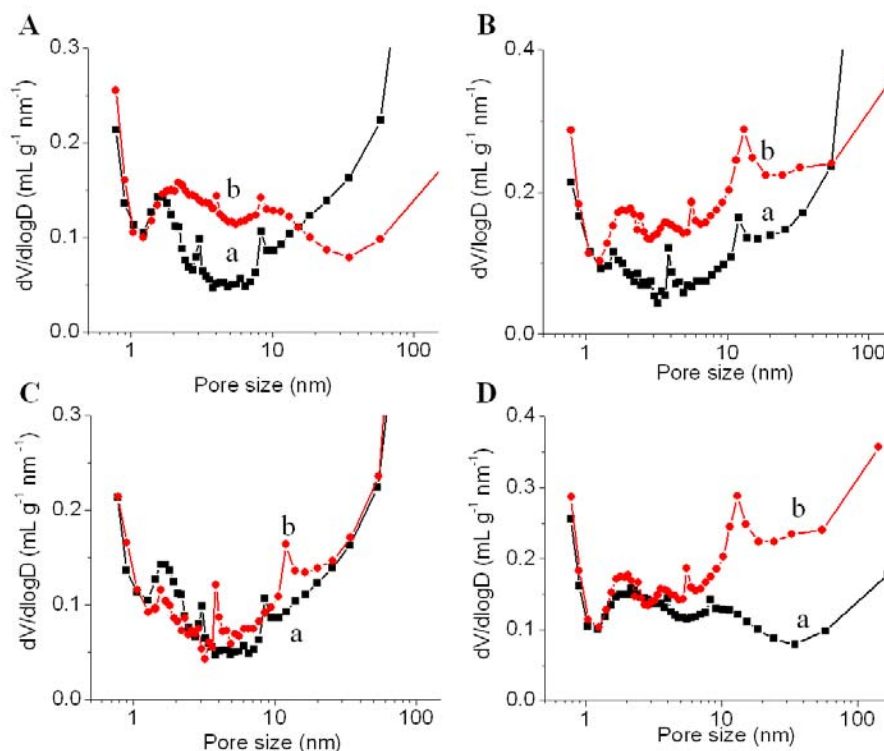 A
dV/dlogD (mL g⁻¹ nm⁻¹)
0.3
0.2
0.1
0.0
b
a
1 10 100
Pore size (nm)
B
dV/logD (mL g⁻¹ nm⁻¹)
0.4
0.2
0.0
b
a
1 10 100
Pore size (nm)
C
dV/dlogD (mL g⁻¹ nm⁻¹)
0.3
0.2
0.1
0.0
b
a
1 10 100
Pore size (nm)
D
dV/dlogD (mL g⁻¹ nm⁻¹)
0.4
0.3
0.2
0.1
0.0
b
a
1 10 100
Pore size (nm)